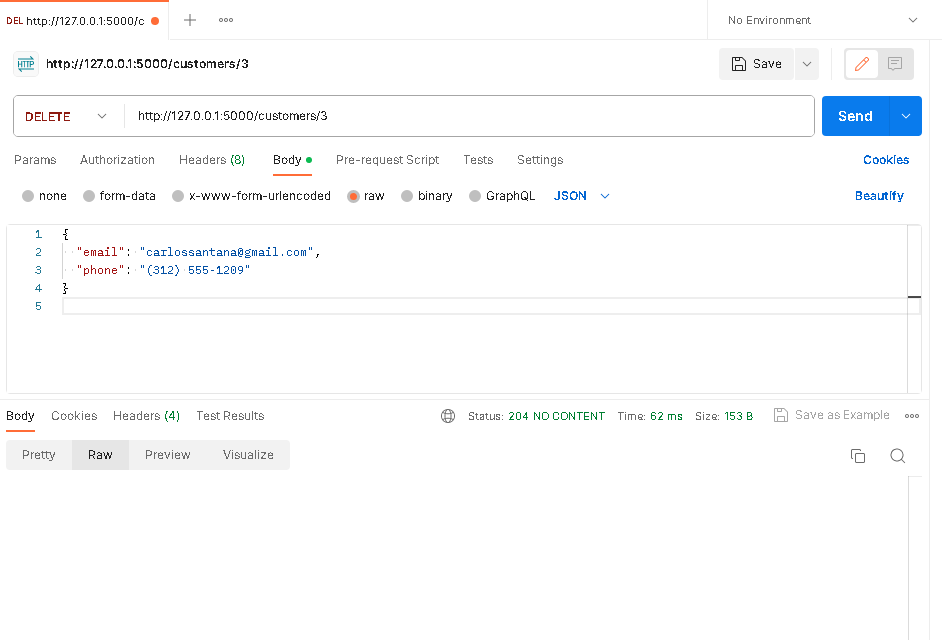 DEL http://127.0.0.1:5000/c
No Environment
HTTP http://127.0.0.1:5000/customers/3
Save
DELETE http://127.0.0.1:5000/customers/3 Send
Params Authorization Headers (8) Body Pre-request Script Tests Settings Cookies
none form-data x-www-form-urlencoded raw binary GraphQL JSON Beautify
1 {
2 "email": "carlossantana@gmail.com",
3 "phone": "(312) 555-1209"
4 }
5
Body Cookies Headers (4) Test Results Status: 204 NO CONTENT Time: 62 ms Size: 153 B Save as Example
Pretty Raw Preview Visualize